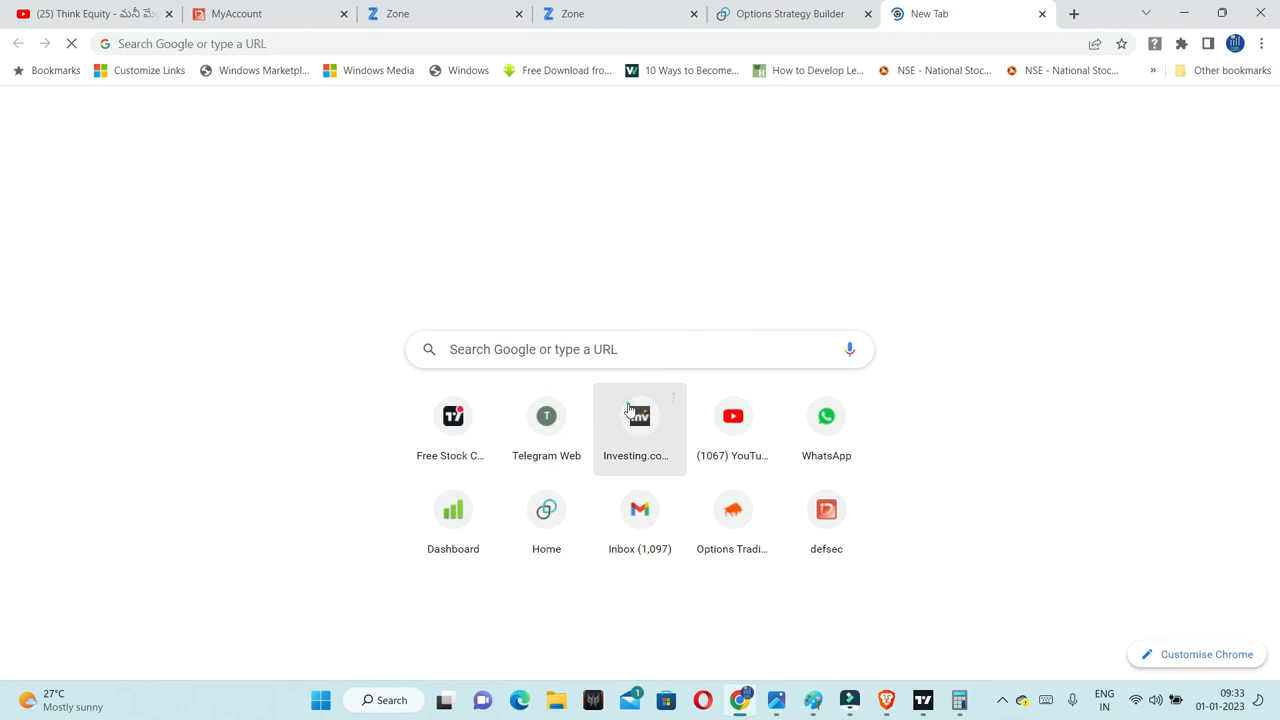 (25) Think Equity - మనీ మే MyAccount Zone Zone Options Strategy Builder New Tab
Search Google or type a URL
Bookmarks Customize Links Windows Marketpl... Windows Media Windows Free Download from... 10 Ways to Become... How to Develop Le... NSE - National Stoc... NSE - National Stoc... » Other bookmarks
Search Google or type a URL
Free Stock C... Telegram Web Investing.co... (1067) YouTu... WhatsApp
Dashboard Home Inbox (1,097) Options Tradi... defsec
Customise Chrome
27°C
Mostly sunny
Search
1
ENG
IN
09:33
01-01-2023